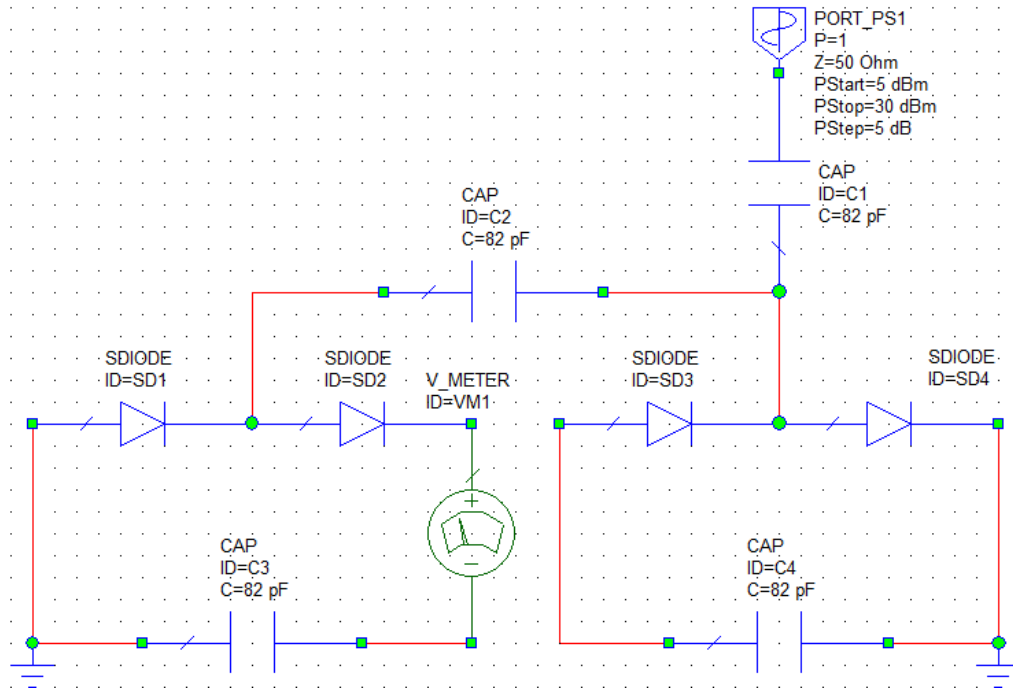 PORT_PS1
P=1
Z=50 Ohm
PStart=5 dBm
PStop=30 dBm
PStep=5 dB
CAP
ID=C1
C=82 pF
CAP
ID=C2
C=82 pF
SDIODE
ID=SD1
SDIODE
ID=SD2
V_METER
ID=VM1
SDIODE
ID=SD3
SDIODE
ID=SD4
CAP
ID=C3
C=82 pF
CAP
ID=C4
C=82 pF